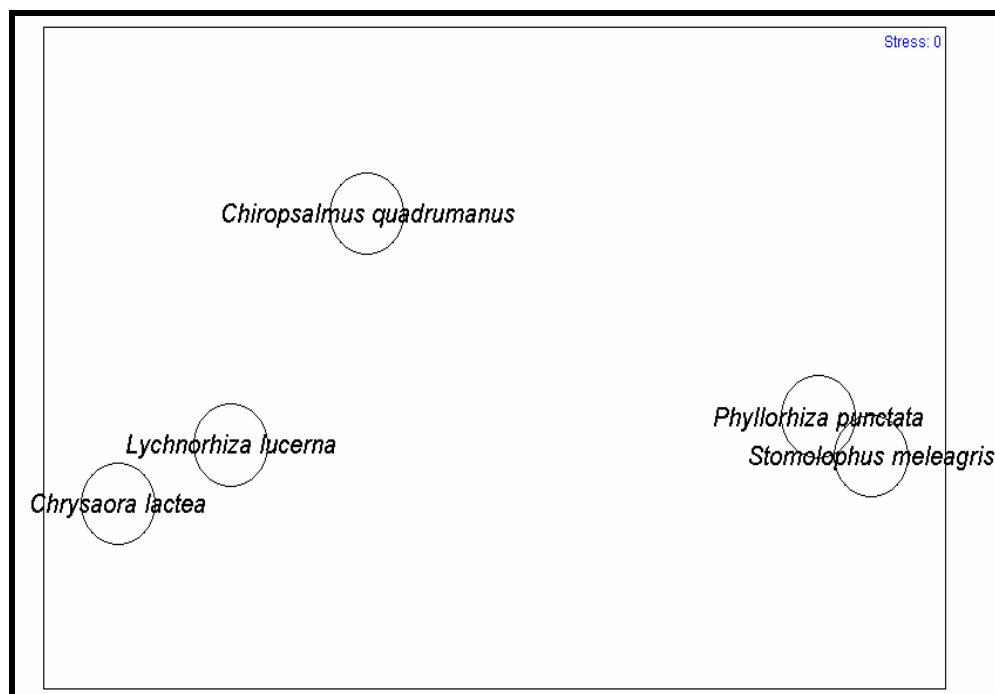 Stress: 0
Chiropsalmus quadrumanus
Phyllorhiza punctata
Lychnorhiza lucerna
Stomolophus meleagris
Chrysaora lactea